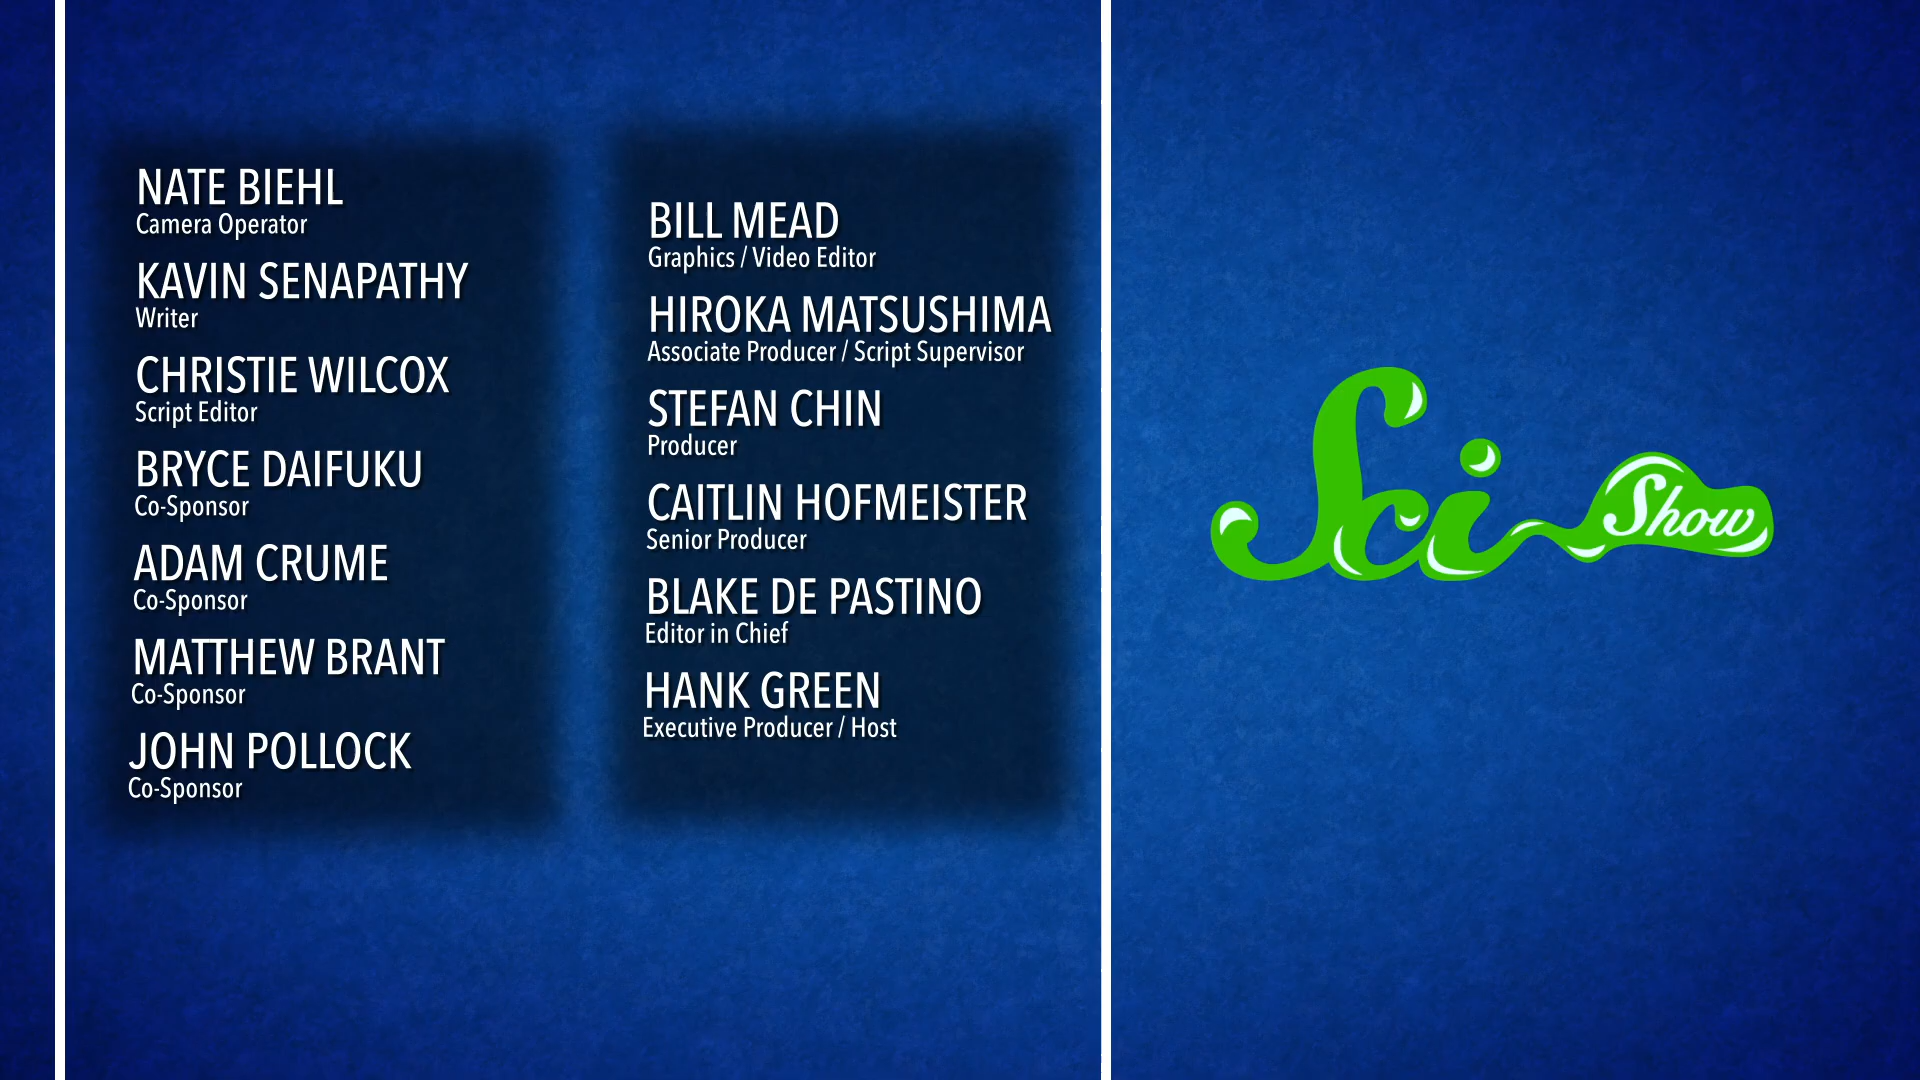 NATE BIEHL
Camera Operator
KAVIN SENAPATHY
Writer
CHRISTIE WILCOX
Script Editor
BRYCE DAIFUKU
Co-Sponsor
ADAM CRUME
Co-Sponsor
MATTHEW BRANT
Co-Sponsor
JOHN POLLOCK
Co-Sponsor
BILL MEAD
Graphics / Video Editor
HIROKA MATSUSHIMA
Associate Producer / Script Supervisor
STEFAN CHIN
Producer
CAITLIN HOFMEISTER
Senior Producer
BLAKE DE PASTINO
Editor in Chief
HANK GREEN
Executive Producer / Host
Sci Show